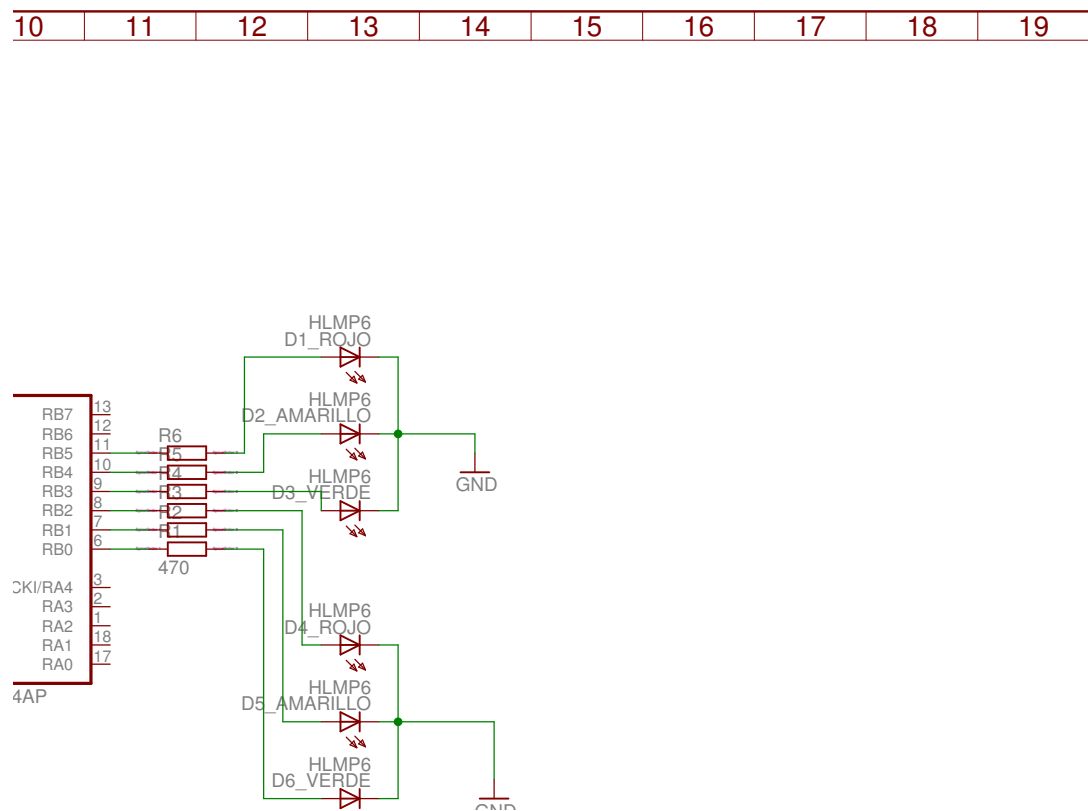 10 11 12 13 14 15 16 17 18 19
HLMP6
D1_ROJO
HLMP6
D2_AMARILLO
HLMP6
D3_VERDE
GND
RB7 13
RB6 12
RB5 11 R6
RB4 10 R5
RB3 9 R4
RB2 8 R3
RB1 7 R2
RB0 6 R1
470
CKI/RA4 3
RA3 2
RA2 1
RA1 18
RA0 17
4AP
HLMP6
D4_ROJO
HLMP6
D5_AMARILLO
HLMP6
D6_VERDE
GND